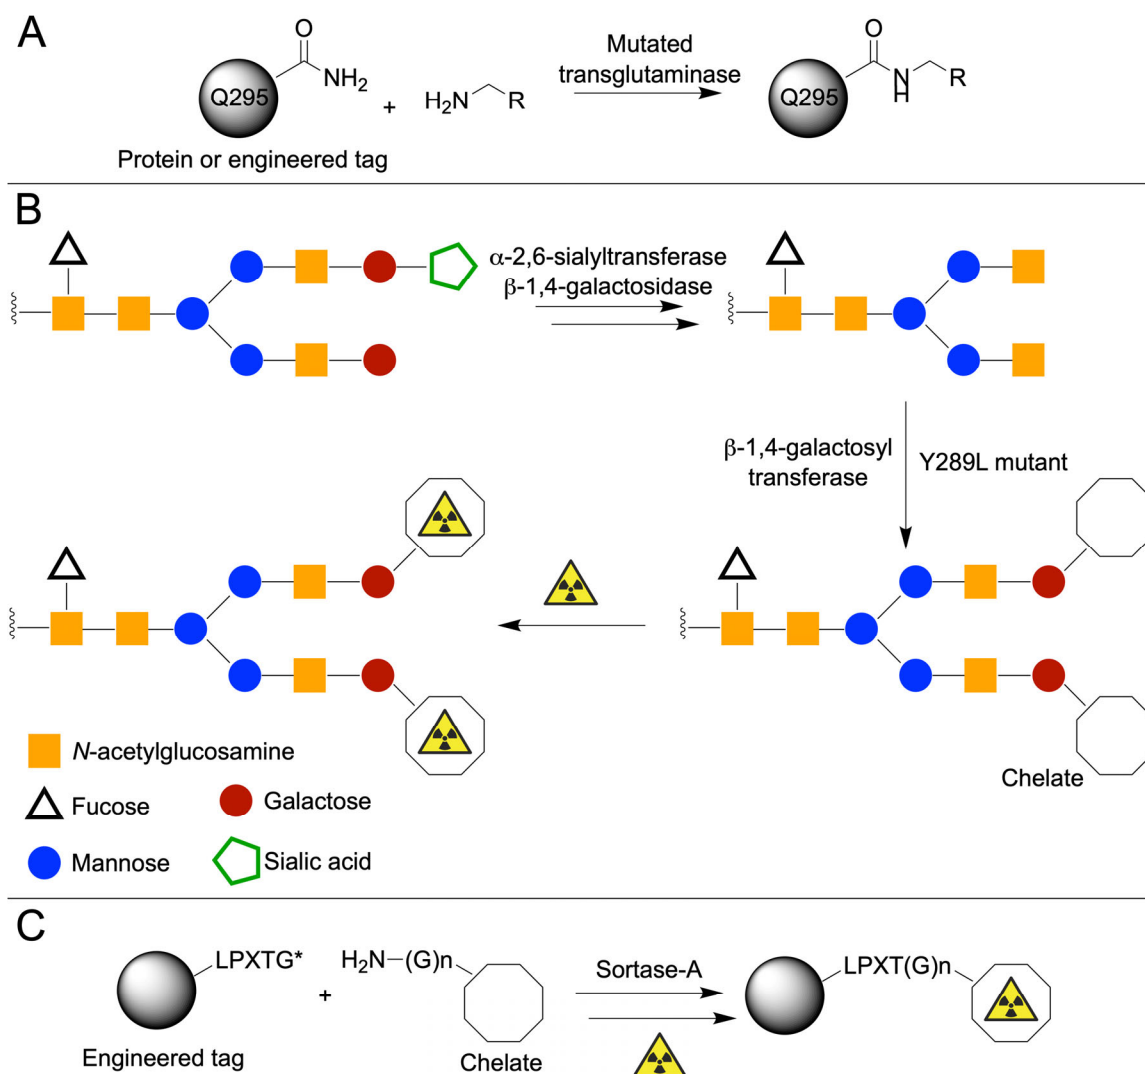 A
O
NH₂
Q295
+
H₂N
R
Protein or engineered tag
Mutated
transglutaminase
O
N
H
R
Q295
B
α-2,6-sialyltransferase
β-1,4-galactosidase
β-1,4-galactosyl
transferase
Y289L mutant
Chelate
N-acetylglucosamine
Fucose
Galactose
Mannose
Sialic acid
C
LPXTG*
+
H₂N–(G)n
Sortase-A
LPXT(G)n
Engineered tag
Chelate